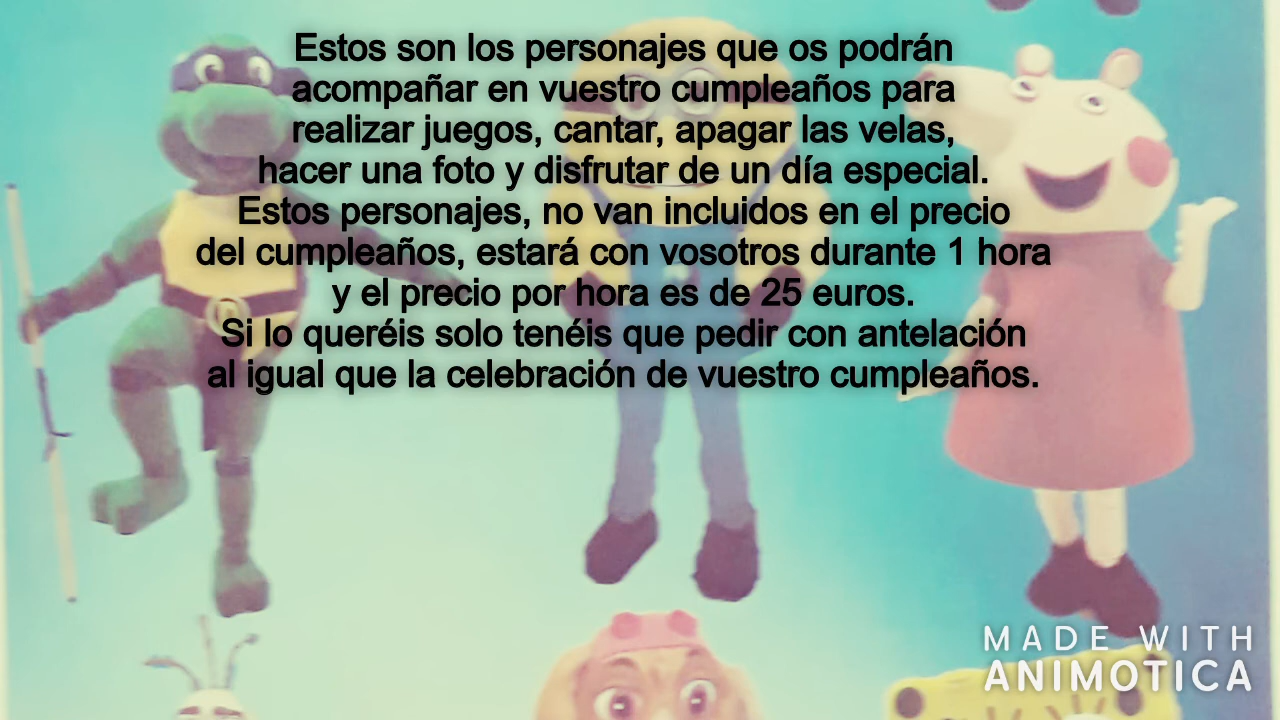 Estos son los personajes que os podrán
acompañar en vuestro cumpleaños para
realizar juegos, cantar, apagar las velas,
hacer una foto y disfrutar de un día especial.
Estos personajes, no van incluidos en el precio
del cumpleaños, estará con vosotros durante 1 hora
y el precio por hora es de 25 euros.
Si lo queréis solo tenéis que pedir con antelación
al igual que la celebración de vuestro cumpleaños.
MADE WITH
ANIMOTICA